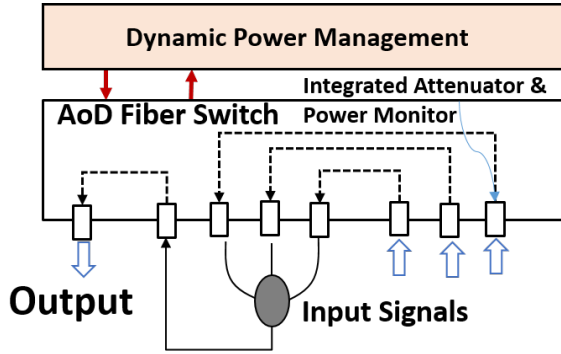 Dynamic Power Management
Integrated Attenuator &
AoD Fiber Switch
Power Monitor
Output
Input Signals